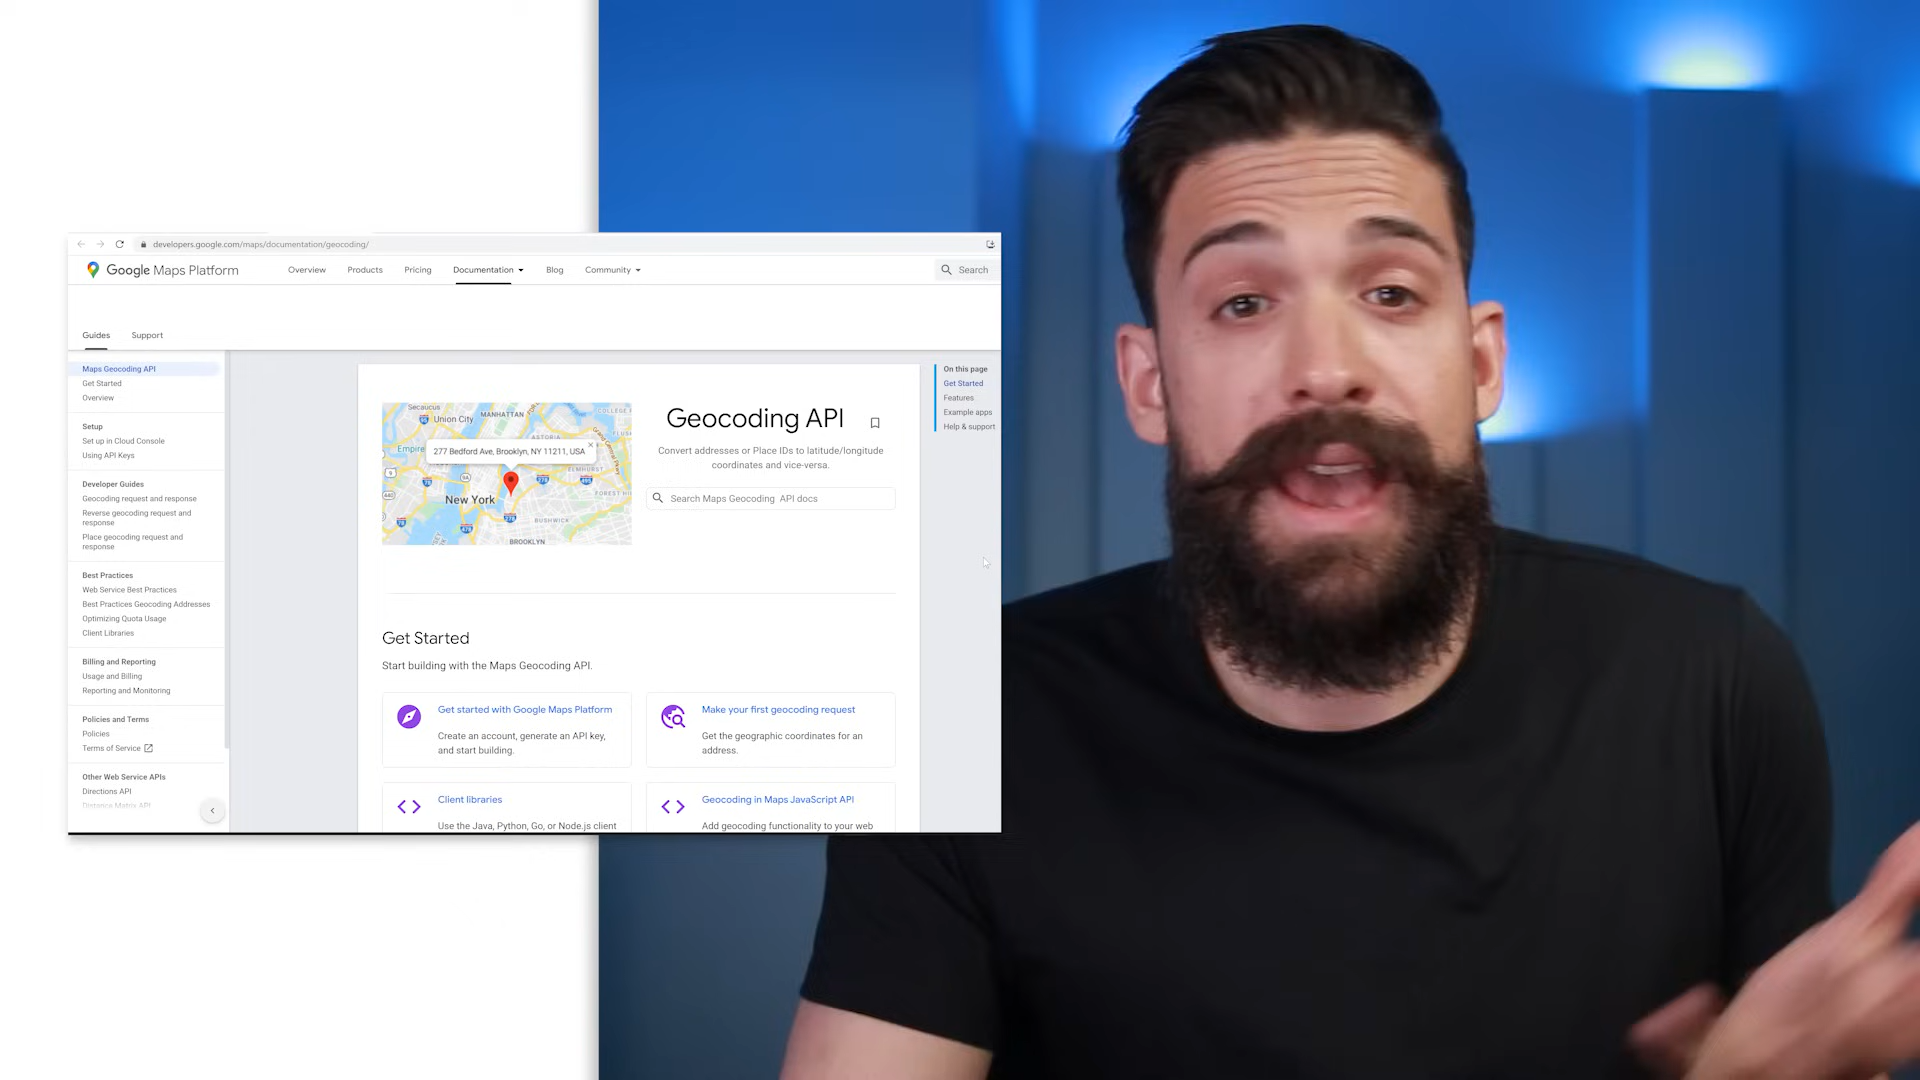 developers.google.com/maps/documentation/geocoding/
Google Maps Platform
Overview
Products
Pricing
Documentation
Blog
Community
Search
Guides
Support
Maps Geocoding API
Get Started
Overview
Setup
Set up in Cloud Console
Using API Keys
Developer Guides
Geocoding request and response
Reverse geocoding request and
response
Place geocoding request and
response
Best Practices
Web Service Best Practices
Best Practices Geocoding Addresses
Optimizing Quota Usage
Client Libraries
Billing and Reporting
Usage and Billing
Reporting and Monitoring
Policies and Terms
Policies
Terms of Service
Other Web Service APIs
Directions API
Distance Matrix API
Secaucus
Union City
MANHATTAN
ASTORIA
Empire
277 Bedford Ave, Brooklyn, NY 11211, USA
ELMHURST
New York
BUSHWICK
BROOKLYN
Geocoding API
Convert addresses or Place IDs to latitude/longitude
coordinates and vice-versa.
Search Maps Geocoding API docs
Get Started
Start building with the Maps Geocoding API.
Get started with Google Maps Platform
Create an account, generate an API key,
and start building.
Make your first geocoding request
Get the geographic coordinates for an
address.
Client libraries
Use the Java, Python, Go, or Node.js client
Geocoding in Maps JavaScript API
Add geocoding functionality to your web
On this page
Get Started
Features
Example apps
Help & support